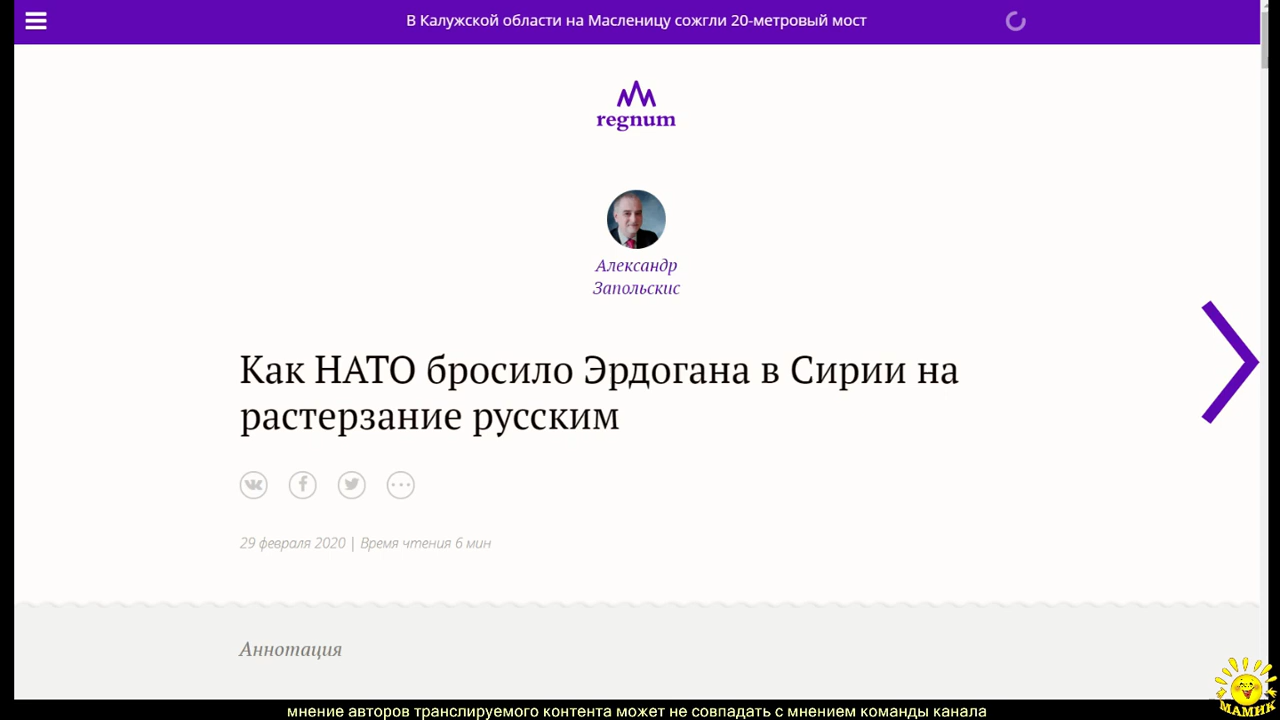 В Калужской области на Масленицу сожгли 20-метровый мост
regnum
Александр
Запольскис
Как НАТО бросило Эрдогана в Сирии на
растерзание русским
29 февраля 2020 | Время чтения 6 мин
Аннотация
МАМИК
мнение авторов транслируемого контента может не совпадать с мнением команды канала